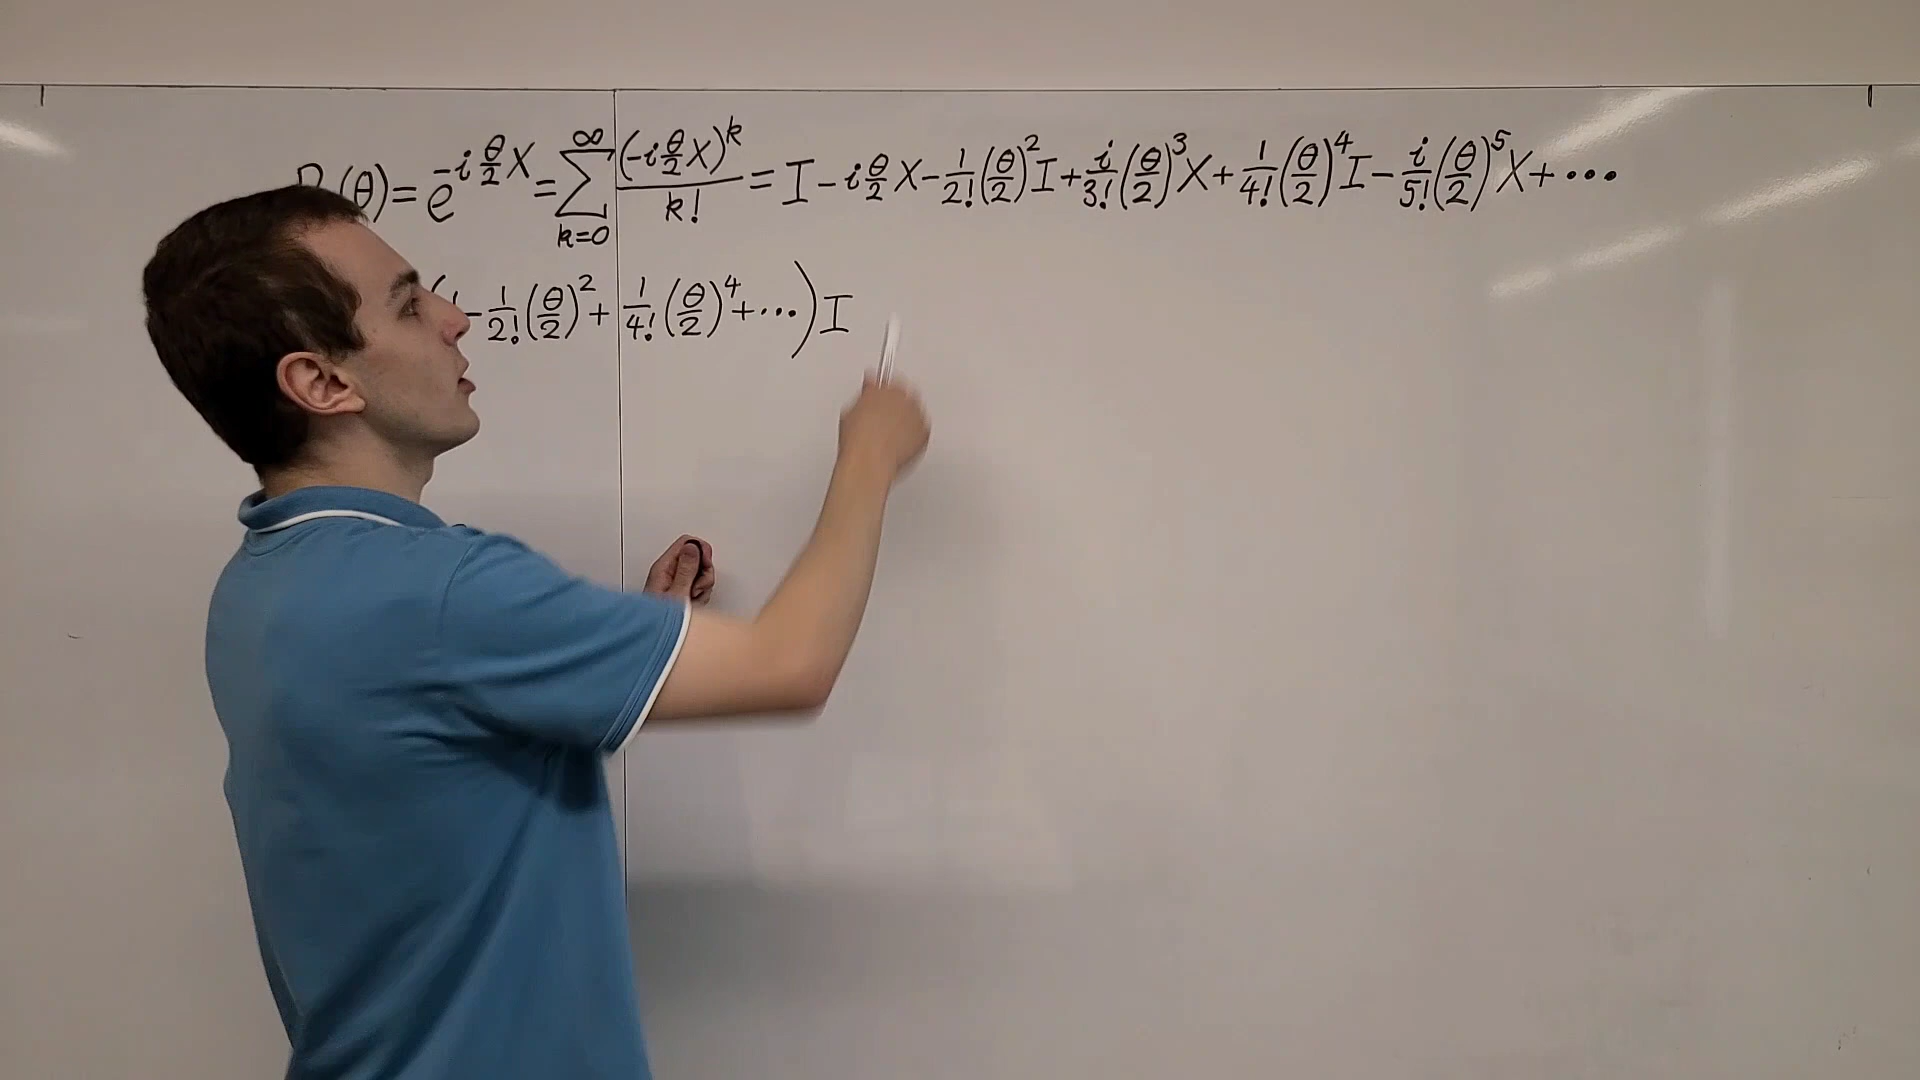 (θ) = e^{-i θ/2 X} = ∑_{k=0}^{∞} (-i θ/2 X)^k / k! = I - i θ/2 X - 1/2! (θ/2)^2 I + i/3! (θ/2)^3 X + 1/4! (θ/2)^4 I - i/5! (θ/2)^5 X + ...
- 1/2! (θ/2)^2 + 1/4! (θ/2)^4 + ...) I